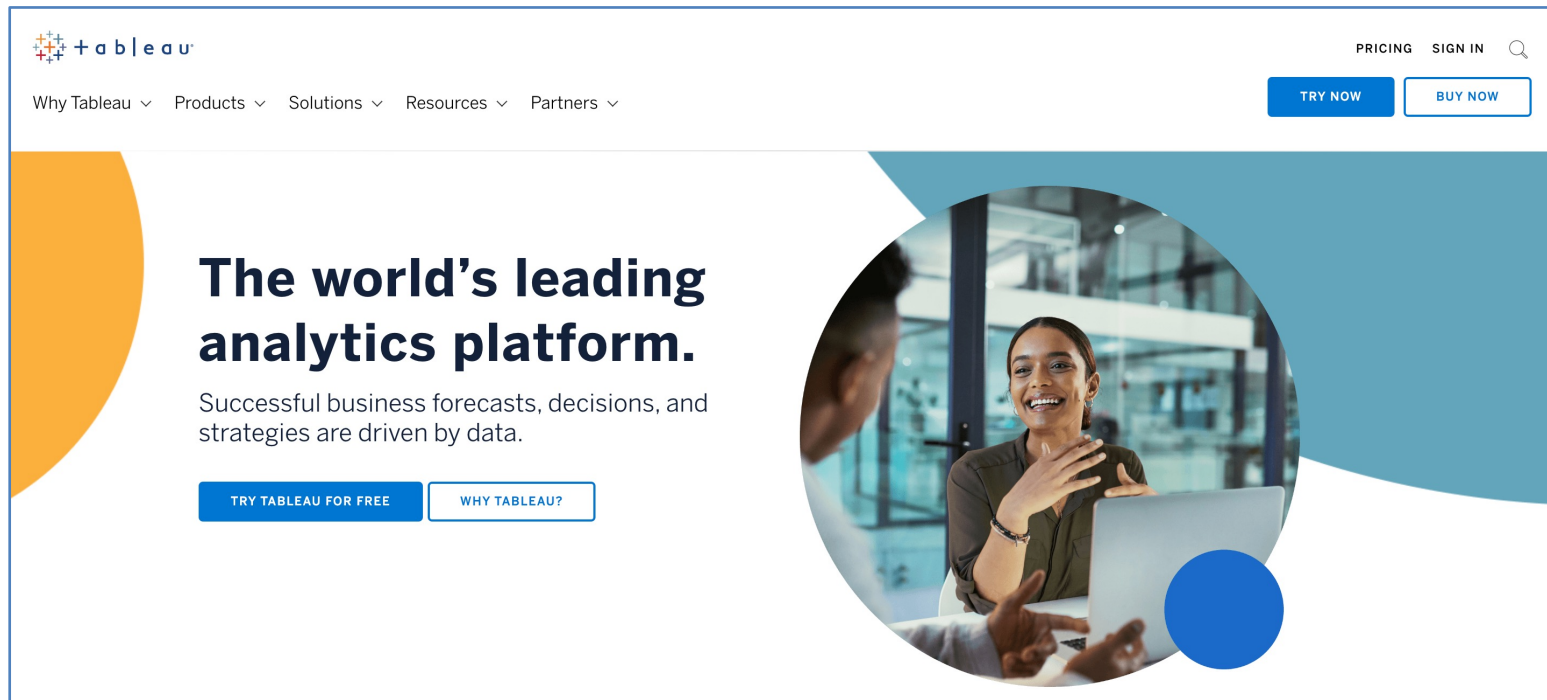 + a b l e a u
PRICING SIGN IN
Why Tableau Products Solutions Resources Partners
TRY NOW BUY NOW
The world’s leading
analytics platform.
Successful business forecasts, decisions, and
strategies are driven by data.
TRY TABLEAU FOR FREE WHY TABLEAU?